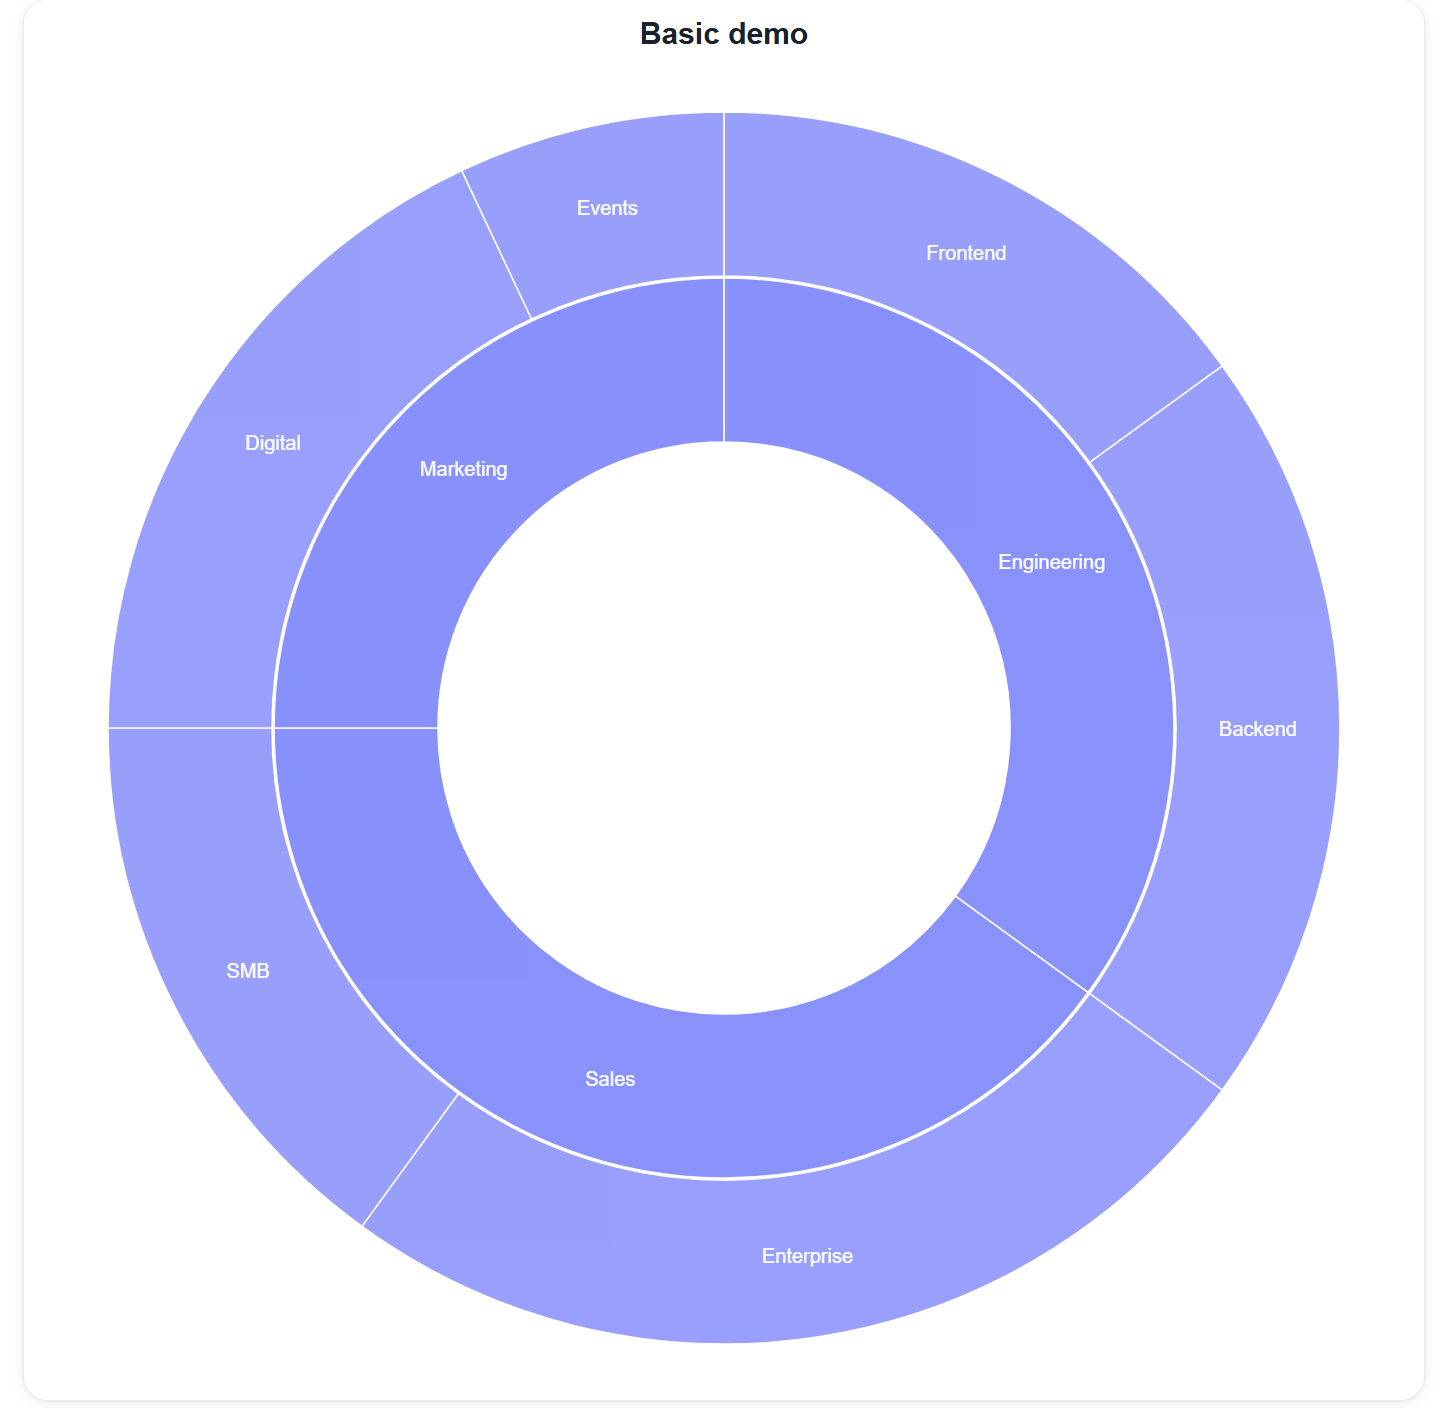 Basic demo
Events
Frontend
Digital
Marketing
Engineering
Backend
SMB
Sales
Enterprise